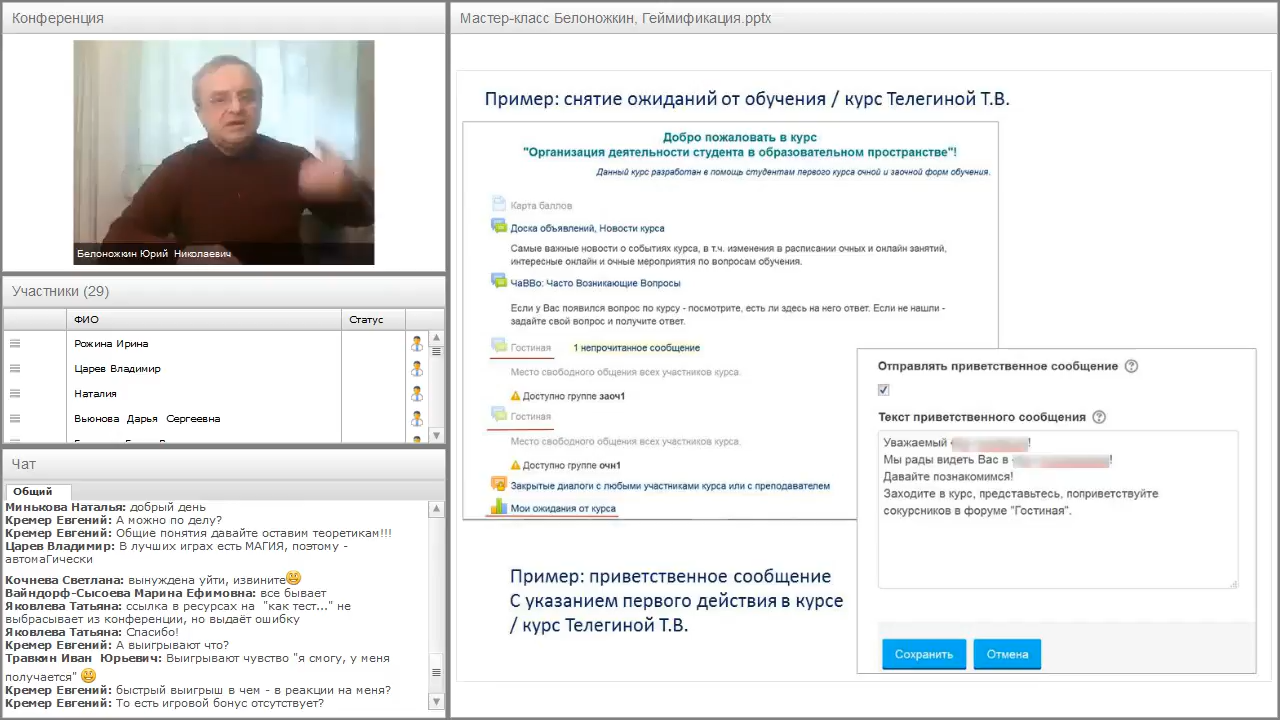 Конференция
Белоножкин Юрий Николаевич
Участники (29)
ФИО
Статус
Рожина Ирина
Царев Владимир
Наталия
Вьюнова Дарья Сергеевна
Чат
Общий
Минькова Наталья: добрый день
Кремер Евгений: А можно по делу?
Кремер Евгений: Общие понятия давайте оставим теоретикам!!!
Царев Владимир: В лучших играх есть МАГИЯ, поэтому -
автомаГически
Кочнева Светлана: вынуждена уйти, извините
Вайндорф-Сысоева Марина Ефимовна: все бывает
Яковлева Татьяна: ссылка в ресурсах на "как тест..." не
выбрасывает из конференции, но выдаёт ошибку
Яковлева Татьяна: Спасибо!
Кремер Евгений: А выигрывают что?
Травкин Иван Юрьевич: Выигрывают чувство "я смогу, у меня
получается"
Кремер Евгений: быстрый выигрыш в чем - в реакции на меня?
Кремер Евгений: То есть игровой бонус отсутствует?
Мастер-класс Белоножкин, Геймификация.pptx
Пример: снятие ожиданий от обучения / курс Телегиной Т.В.
Добро пожаловать в курс
"Организация деятельности студента в образовательном пространстве"!
Данный курс разработан в помощь студентам первого курса очной и заочной форм обучения.
Карта баллов
Доска объявлений, Новости курса
Самые важные новости о событиях курса, в т.ч. изменения в расписании очных и онлайн занятий,
интересные онлайн и очные мероприятия по вопросам обучения.
ЧаВВо: Часто Возникающие Вопросы
Если у Вас появился вопрос по курсу - посмотрите, есть ли здесь на него ответ. Если не нашли -
задайте свой вопрос и получите ответ.
Гостиная 1 непрочитанное сообщение
Место свободного общения всех участников курса.
Доступно группе заоч1
Гостиная
Место свободного общения всех участников курса.
Доступно группе очн1
Закрытые диалоги с любыми участниками курса или с преподавателем
Мои ожидания от курса
Отправлять приветственное сообщение
Текст приветственного сообщения
Уважаемый !
Мы рады видеть Вас в !
Давайте познакомимся!
Заходите в курс, представьтесь, поприветствуйте
сокурсников в форуме "Гостиная".
Сохранить
Отмена
Пример: приветственное сообщение
С указанием первого действия в курсе
/ курс Телегиной Т.В.